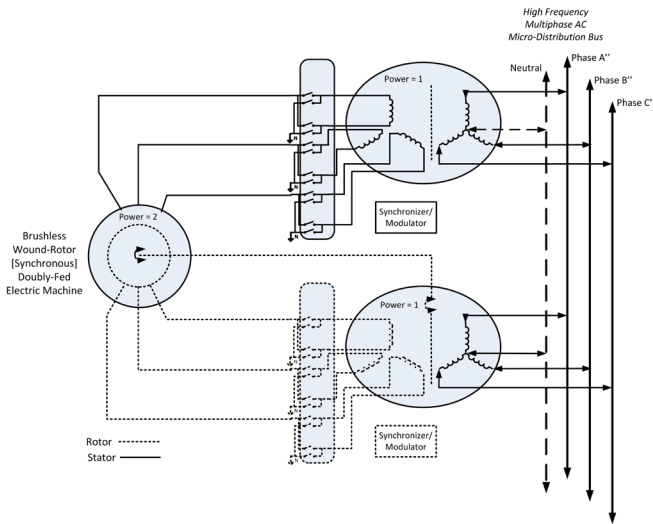 High Frequency
Multiphase AC
Micro-Distribution Bus
Neutral
Phase A''
Phase B''
Phase C'
Power = 1
N
N
N
Synchronizer/
Modulator
Power = 2
Brushless
Wound-Rotor
[Synchronous]
Doubly-Fed
Electric Machine
Power = 1
N
N
N
Synchronizer/
Modulator
Rotor
Stator